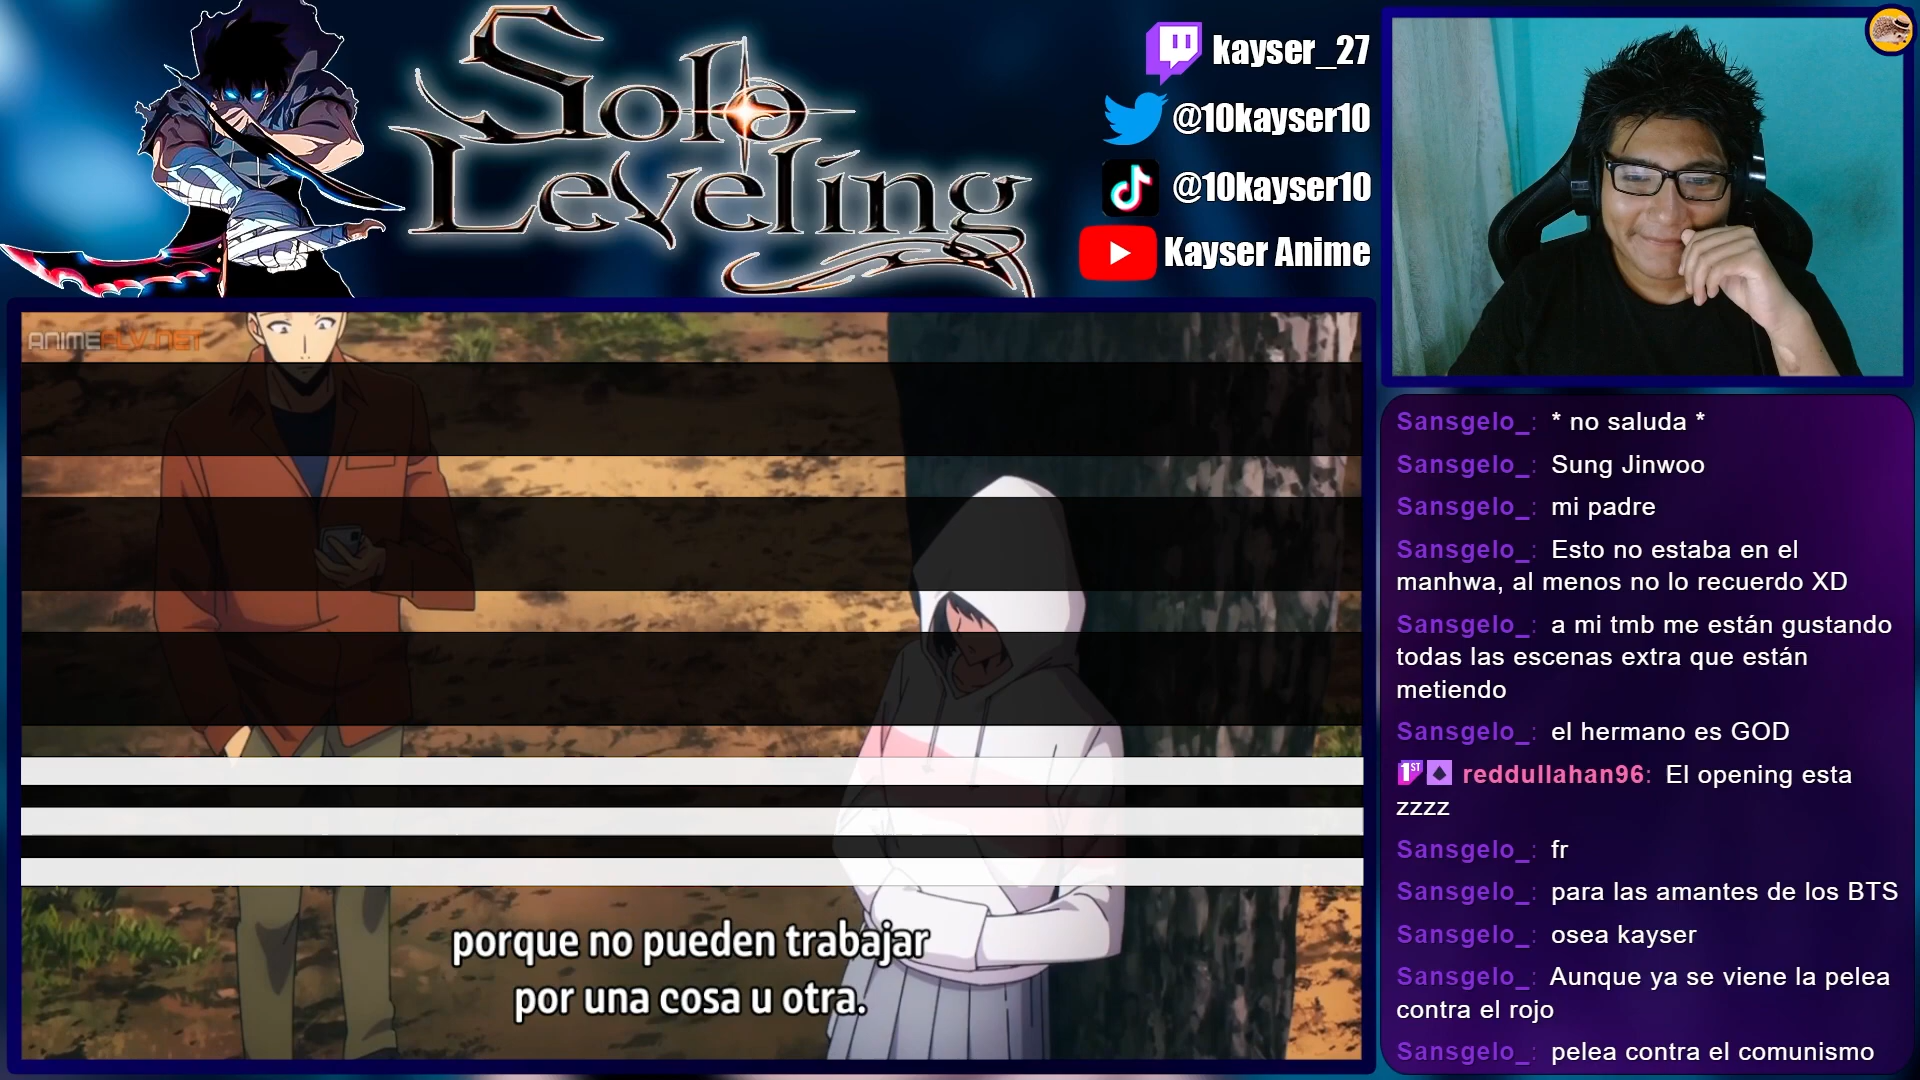 Solo
Leveling
kayser_27
@10kayser10
@10kayser10
Kayser Anime
ANIMEFLV.NET
porque no pueden trabajar
por una cosa u otra.
Sansgelo_: * no saluda *
Sansgelo_: Sung Jinwoo
Sansgelo_: mi padre
Sansgelo_: Esto no estaba en el
manhwa, al menos no lo recuerdo XD
Sansgelo_: a mi tmb me están gustando
todas las escenas extra que están
metiendo
Sansgelo_: el hermano es GOD
1ST reddullahan96: El opening esta
zzzz
Sansgelo_: fr
Sansgelo_: para las amantes de los BTS
Sansgelo_: osea kayser
Sansgelo_: Aunque ya se viene la pelea
contra el rojo
Sansgelo_: pelea contra el comunismo